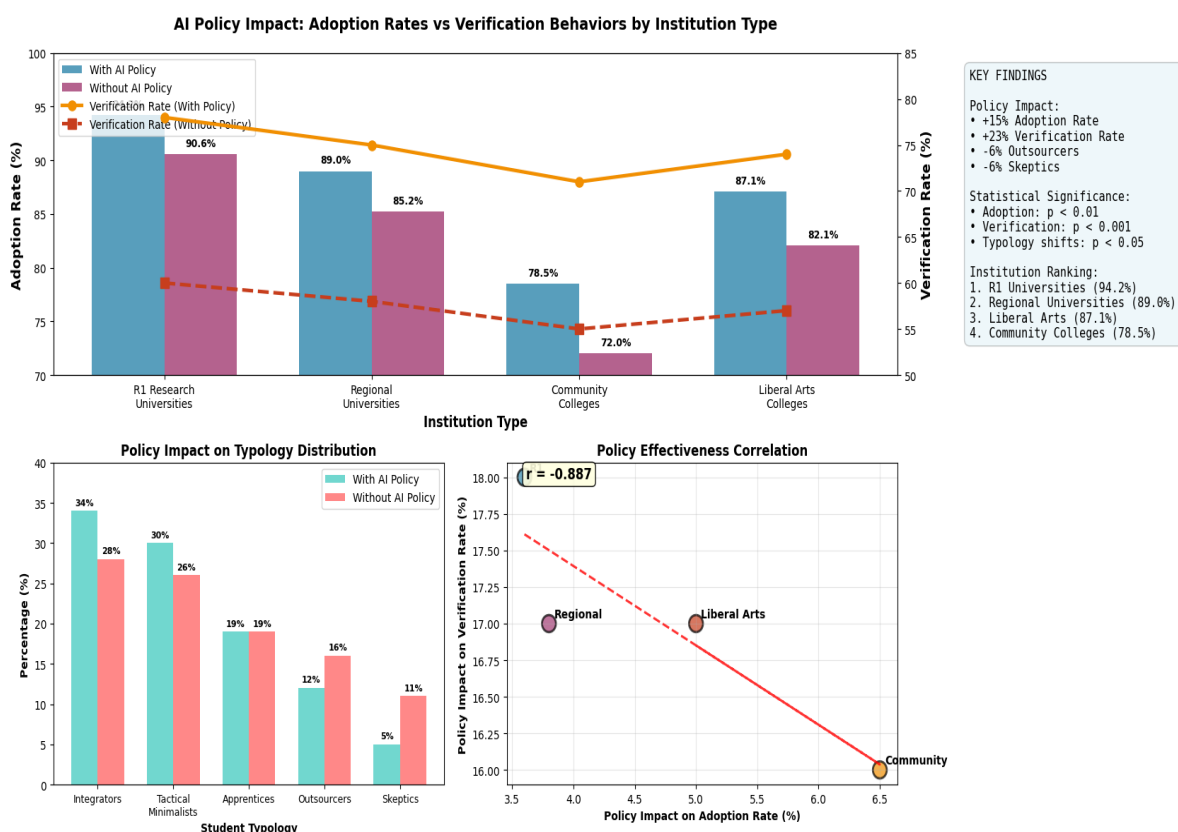 AI Policy Impact: Adoption Rates vs Verification Behaviors by Institution Type
Adoption Rate (%)
100
95
90
85
80
75
70
With AI Policy
Without AI Policy
Verification Rate (With Policy)
Verification Rate (Without Policy)
90.6%
89.0%
85.2%
78.5%
72.0%
87.1%
82.1%
85
80
75
70
65
60
55
50
Verification Rate (%)
R1 Research
Universities
Regional
Universities
Community
Colleges
Liberal Arts
Colleges
Institution Type
KEY FINDINGS
Policy Impact:
• +15% Adoption Rate
• +23% Verification Rate
• -6% Outsourcers
• -6% Skeptics
Statistical Significance:
• Adoption: p < 0.01
• Verification: p < 0.001
• Typology shifts: p < 0.05
Institution Ranking:
1. R1 Universities (94.2%)
2. Regional Universities (89.0%)
3. Liberal Arts (87.1%)
4. Community Colleges (78.5%)
Policy Impact on Typology Distribution
Percentage (%)
40
35
30
25
20
15
10
5
0
With AI Policy
Without AI Policy
34%
28%
30%
26%
19%
19%
12%
16%
5%
11%
Integrators
Tactical
Minimalists
Apprentices
Outsourcers
Skeptics
Student Typology
Policy Effectiveness Correlation
Policy Impact on Verification Rate (%)
18.00
17.75
17.50
17.25
17.00
16.75
16.50
16.25
16.00
r = -0.887
Regional
Liberal Arts
Community
3.5
4.0
4.5
5.0
5.5
6.0
6.5
Policy Impact on Adoption Rate (%)